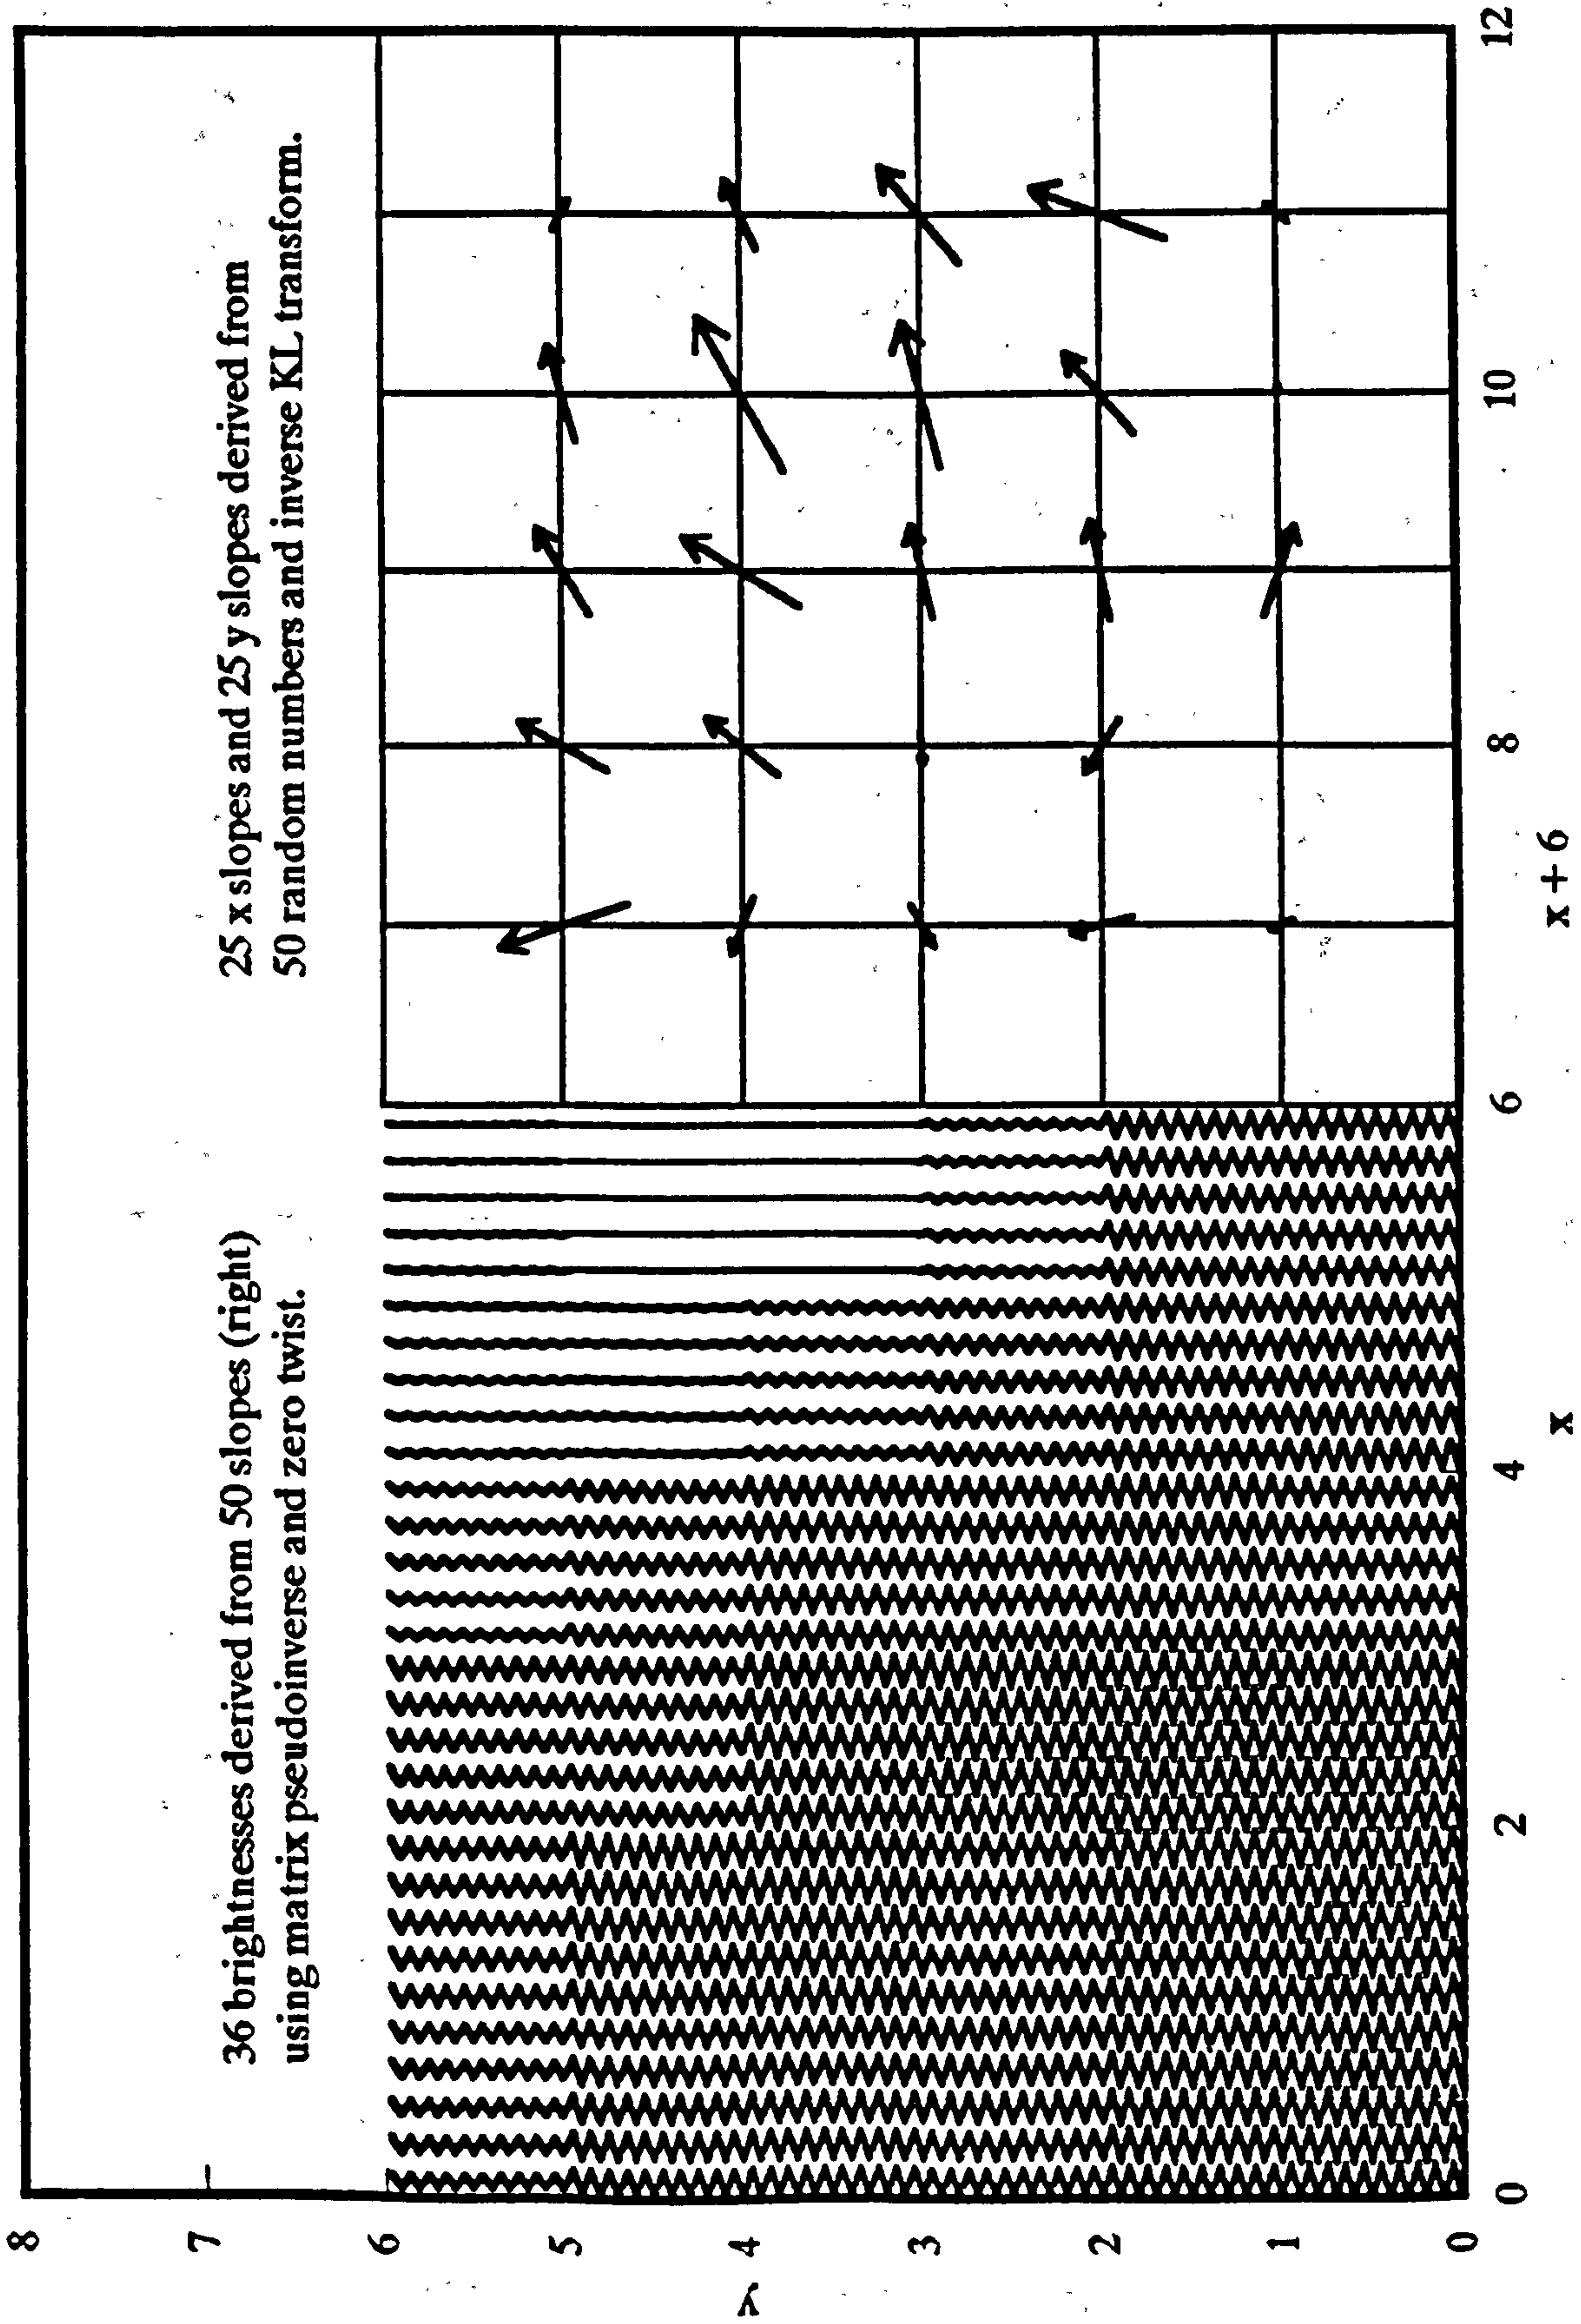 36 brightnesses derived from 50 slopes (right)
using matrix pseudoinverse and zero twist.
25 x slopes and 25 y slopes derived from
50 random numbers and inverse KL transform.
8
7
6
5
4
3
2
1
0
y
0 2 4 6 8 10 12
x x + 6